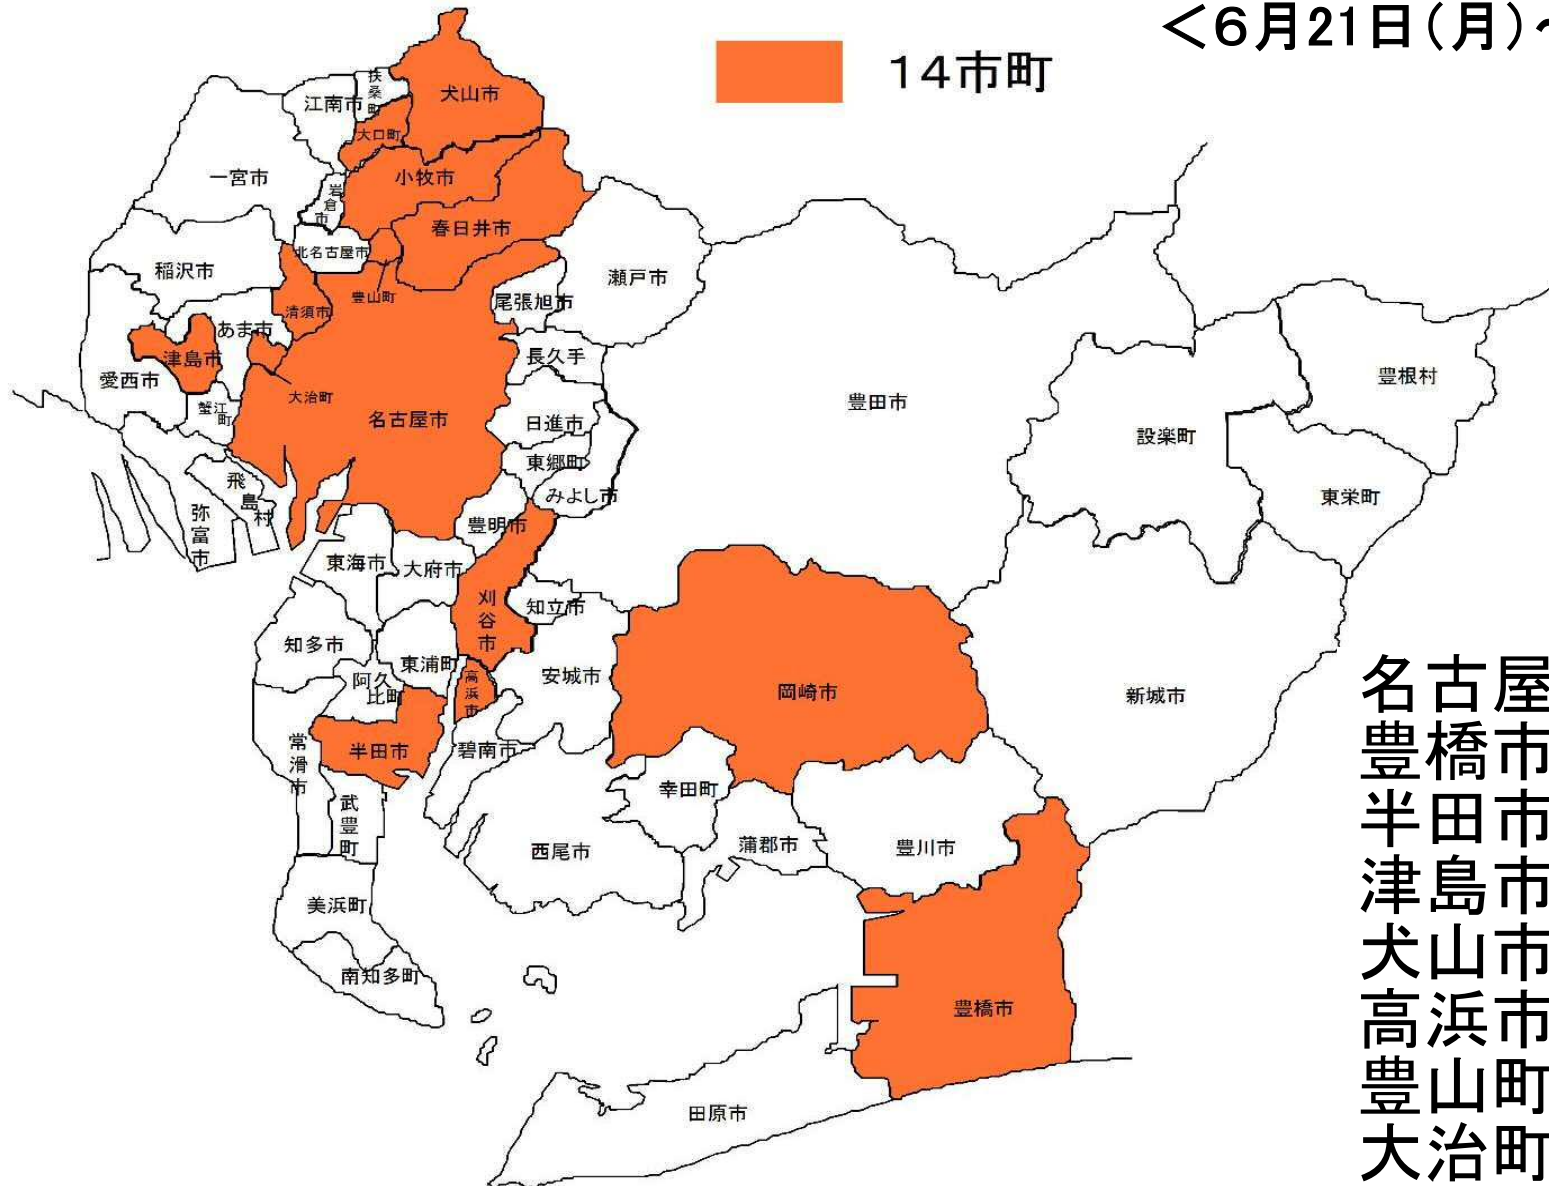 ＜6月21日(月)~
14市町
犬山市
扶桑町
江南市
大口町
一宮市
小牧市
岩倉市
春日井市
北名古屋市
稲沢市
瀬戸市
豊山町
尾張旭市
清須市
あま市
長久手
津島市
愛西市
豊根村
大治町
豊田市
蟹江町
名古屋市
日進市
設楽町
東郷町
飛島村
みよし市
東栄町
弥富市
豊明市
東海市
大府市
刈谷市
知立市
知多市
東浦町
安城市
阿久比町
高浜市
岡崎市
新城市
半田市
碧南市
常滑市
幸田町
武豊町
西尾市
蒲郡市
豊川市
美浜町
南知多町
豊橋市
田原市
名古屋
豊橋市
半田市
津島市
犬山市
高浜市
豊山町
大治町